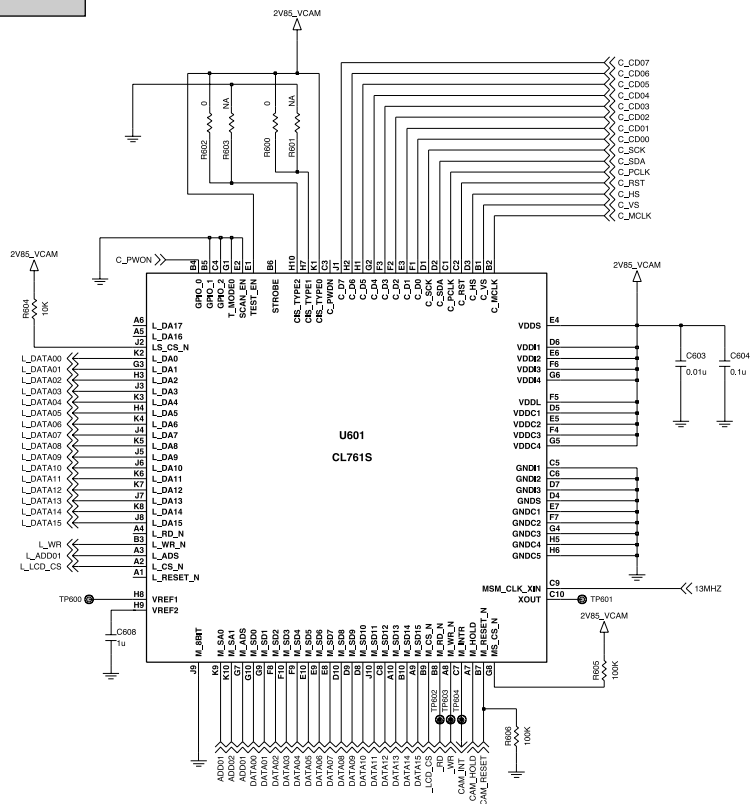 2V85_VCAM
C_CD07
C_CD06
C_CD05
C_CD04
C_CD03
C_CD02
C_CD01
C_CD00
C_SCK
C_SDA
C_PCLK
C_RST
C_HS
C_VS
C_MCLK
0 NA 0 NA
R602 R603 R600 R601
C_PWON
B4 B5 C4 G1 E2 E1 B6 H10 H7 K1 C3 J1 H2 H1 G2 F3 F2 E3 F1 D1 D2 C1 C2 D3 B1 B2
GPIO_0 GPIO_1 GPIO_2 T_MODE0 SCAN_EN TEST_EN STROBE CIS_TYPE2 CIS_TYPE1 CIS_TYPE0 C_PWDN C_D7 C_D6 C_D5 C_D4 C_D3 C_D2 C_D1 C_D0 C_SCK C_SDA C_PCLK C_RST C_HS C_VS C_MCLK
2V85_VCAM
R604
10K
2V85_VCAM
A6 L_DA17
A5 L_DA16
J2 LS_CS_N
L_DATA00 K2 L_DA0
L_DATA01 G3 L_DA1
L_DATA02 H3 L_DA2
L_DATA03 J3 L_DA3
L_DATA04 K3 L_DA4
L_DATA05 H4 L_DA5
L_DATA06 K4 L_DA6
L_DATA07 J4 L_DA7
L_DATA08 K5 L_DA8
L_DATA09 J5 L_DA9
L_DATA10 J6 L_DA10
L_DATA11 K6 L_DA11
L_DATA12 K7 L_DA12
L_DATA13 J7 L_DA13
L_DATA14 K8 L_DA14
L_DATA15 J8 L_DA15
A4 L_RD_N
L_WR B3 L_WR_N
L_ADD01 A3 L_ADS
L_LCD_CS A2 L_CS_N
A1 L_RESET_N
TP600 H8 VREF1
H9 VREF2
C608
1u
U601
CL761S
VDDS E4
VDDI1 D6
VDDI2 E6
VDDI3 F6
VDDI4 G6
VDDL F5
VDDC1 D5
VDDC2 E5
VDDC3 F4
VDDC4 G5
GNDI1 C5
GNDI2 C6
GNDI3 D7
GNDS D4
GNDC1 E7
GNDC2 F7
GNDC3 G4
GNDC4 H5
GNDC5 H6
C603
0.01u
C604
0.1u
MSM_CLK_XIN C9 13MHZ
XOUT C10 TP601
2V85_VCAM
R605
100K
R606
100K
M_8BIT M_SA0 M_SA1 M_ADS M_SD0 M_SD1 M_SD2 M_SD3 M_SD4 M_SD5 M_SD6 M_SD7 M_SD8 M_SD9 M_SD10 M_SD11 M_SD12 M_SD13 M_SD14 M_SD15 M_CS_N M_RD_N M_WR_N M_INTR M_HOLD M_RESET_N MS_CS_N
J9 K9 K10 G7 G10 G9 F8 F10 F9 E10 E9 E8 D10 D9 D8 J10 C8 A10 B10 A9 B9 B8 A8 C7 A7 B7 G8
TP602 TP603 TP604
ADD01 ADD02 ADD01 DATA00 DATA01 DATA02 DATA03 DATA04 DATA05 DATA06 DATA07 DATA08 DATA09 DATA10 DATA11 DATA12 DATA13 DATA14 DATA15 _LCD_CS _RD _WR CAM_INT CAM_HOLD CAM_RESET